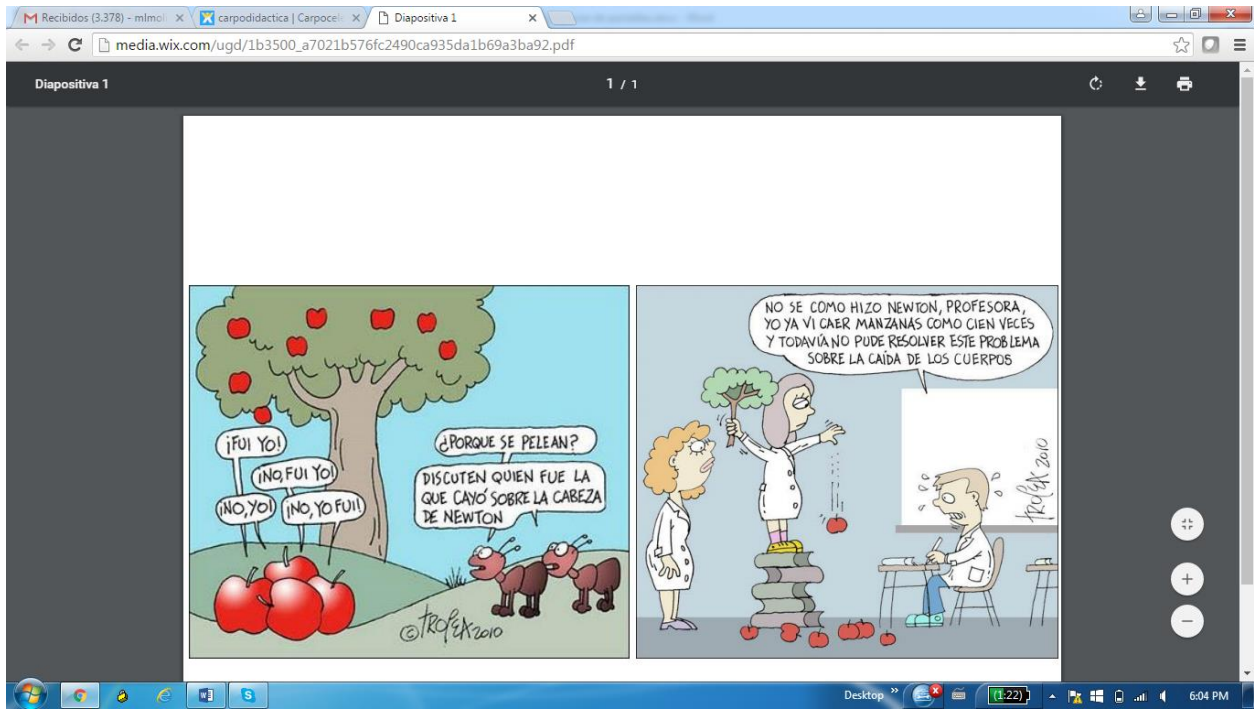 Recibidos (3.378) - mlmol
carpodidactica | Carpocel
Diapositiva 1
media.wix.com/ugd/1b3500_a7021b576fc2490ca935da1b69a3ba92.pdf
Diapositiva 1
1 / 1
¡FUI YO!
¡NO, FUI YO!
¡NO, YO!
¡NO, YO FUI!
¿PORQUE SE PELEAN?
DISCUTEN QUIEN FUE LA
QUE CAYÓ SOBRE LA CABEZA
DE NEWTON
©TROFEA 2010
NO SE COMO HIZO NEWTON, PROFESORA,
YO YA VI CAER MANZANAS COMO CIEN VECES
Y TODAVÍA NO PUDE RESOLVER ESTE PROBLEMA
SOBRE LA CAÍDA DE LOS CUERPOS
TROFEA 2010
Desktop
(1:22)
6:04 PM